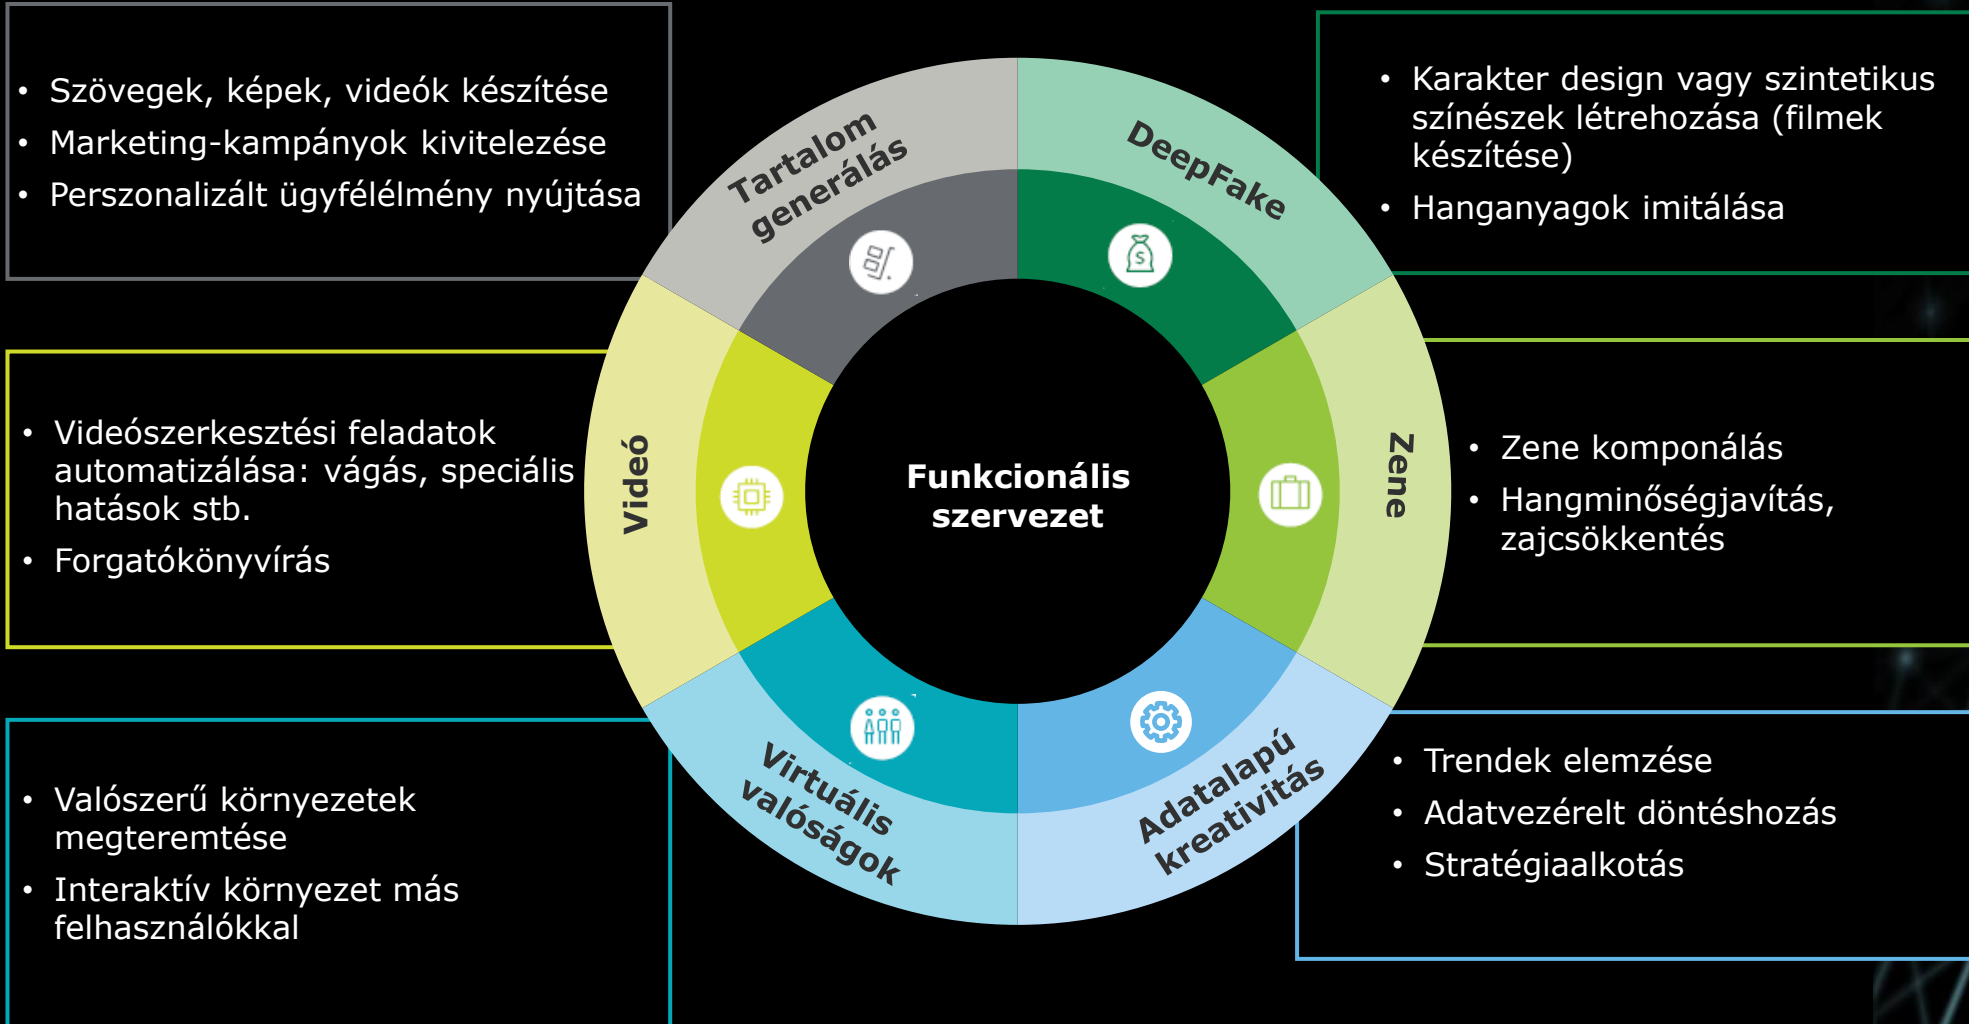 • Szövegek, képek, videók készítése
• Marketing-kampányok kivitelezése
• Perszonalizált ügyfélélmény nyújtása
Tartalom
generálás
DeepFake
• Karakter design vagy szintetikus
színészek létrehozása (filmek
készítése)
• Hanganyagok imitálása
• Videószerkesztési feladatok
automatizálása: vágás, speciális
hatások stb.
• Forgatókönyvírás
Videó
Funkcionális
szervezet
Zene
• Zene komponálás
• Hangminőségjavítás,
zajcsökkentés
• Valószerű környezetek
megteremtése
• Interaktív környezet más
felhasználókkal
Virtuális
valóságok
Adatalapú
kreativitás
• Trendek elemzése
• Adatvezérelt döntéshozás
• Stratégiaalkotás